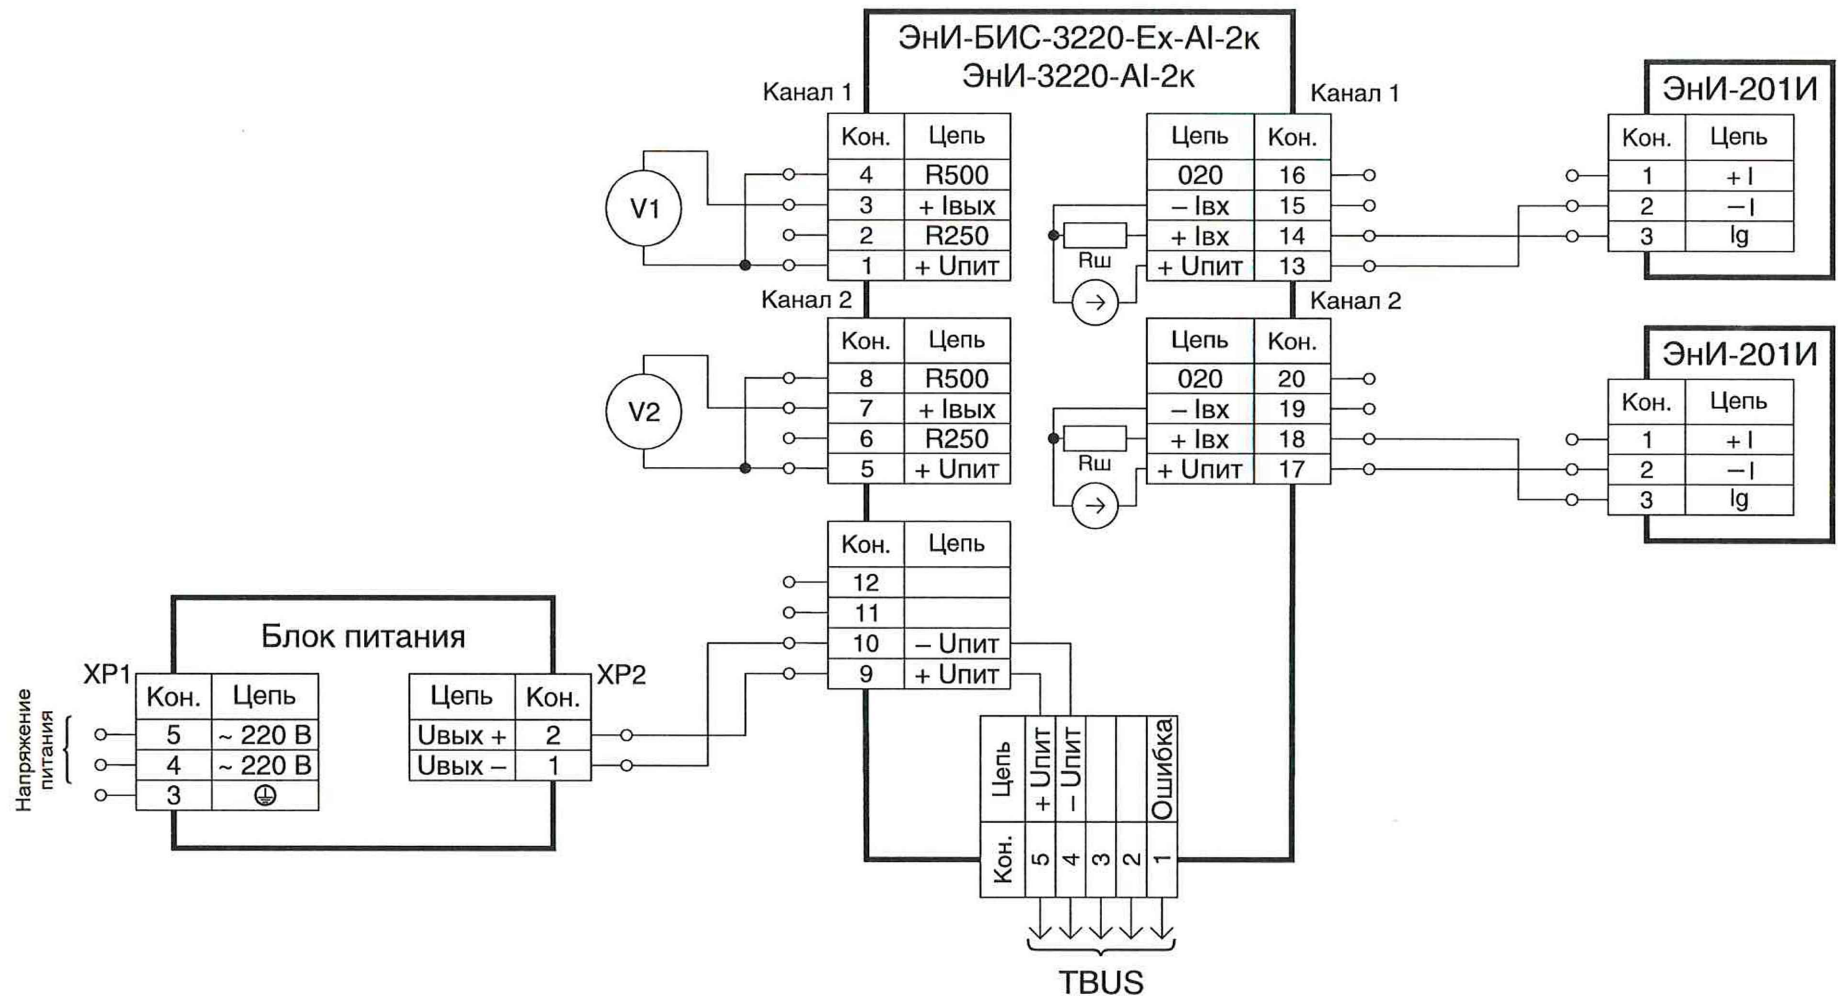 ЭнИ-БИС-3220-Ех-AI-2к
ЭнИ-3220-AI-2к
Канал 1
Кон. Цепь
4 R500
3 + Iвых
2 R250
1 + Uпит
V1
Канал 2
Кон. Цепь
8 R500
7 + Iвых
6 R250
5 + Uпит
V2
Кон. Цепь
12
11
10 – Uпит
9 + Uпит
Канал 1
Цепь Кон.
020 16
– Iвх 15
+ Iвх 14
+ Uпит 13
Rш
Канал 2
Цепь Кон.
020 20
– Iвх 19
+ Iвх 18
+ Uпит 17
Rш
ЭнИ-201И
Кон. Цепь
1 + I
2 – I
3 Ig
ЭнИ-201И
Кон. Цепь
1 + I
2 – I
3 Ig
Блок питания
ХР1
Кон. Цепь
5 ~ 220 В
4 ~ 220 В
3
Напряжение
питания
ХР2
Цепь Кон.
Uвых + 2
Uвых – 1
Цепь + Uпит – Uпит Ошибка
Кон. 5 4 3 2 1
TBUS